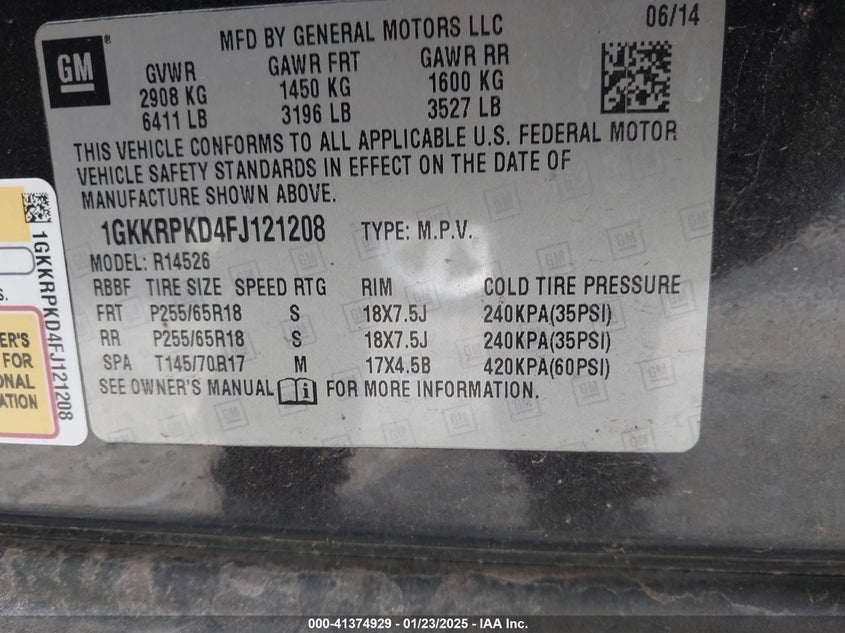 GM
MFD BY GENERAL MOTORS LLC
06/14
GVWR GAWR FRT GAWR RR
2908 KG 1450 KG 1600 KG
6411 LB 3196 LB 3527 LB
THIS VEHICLE CONFORMS TO ALL APPLICABLE U.S. FEDERAL MOTOR
VEHICLE SAFETY STANDARDS IN EFFECT ON THE DATE OF
MANUFACTURE SHOWN ABOVE.
1GKKRPKD4FJ121208 TYPE: M.P.V.
MODEL: R14526
RBBF TIRE SIZE SPEED RTG RIM COLD TIRE PRESSURE
FRT P255/65R18 S 18X7.5J 240KPA(35PSI)
RR P255/65R18 S 18X7.5J 240KPA(35PSI)
SPA T145/70R17 M 17X4.5B 420KPA(60PSI)
SEE OWNER'S MANUAL i FOR MORE INFORMATION.
1GKKRPKD4FJ121208
s.
ER'S
FOR
ONAL
ATION
000-41374929 / 01/23/2025 - IAA Inc.